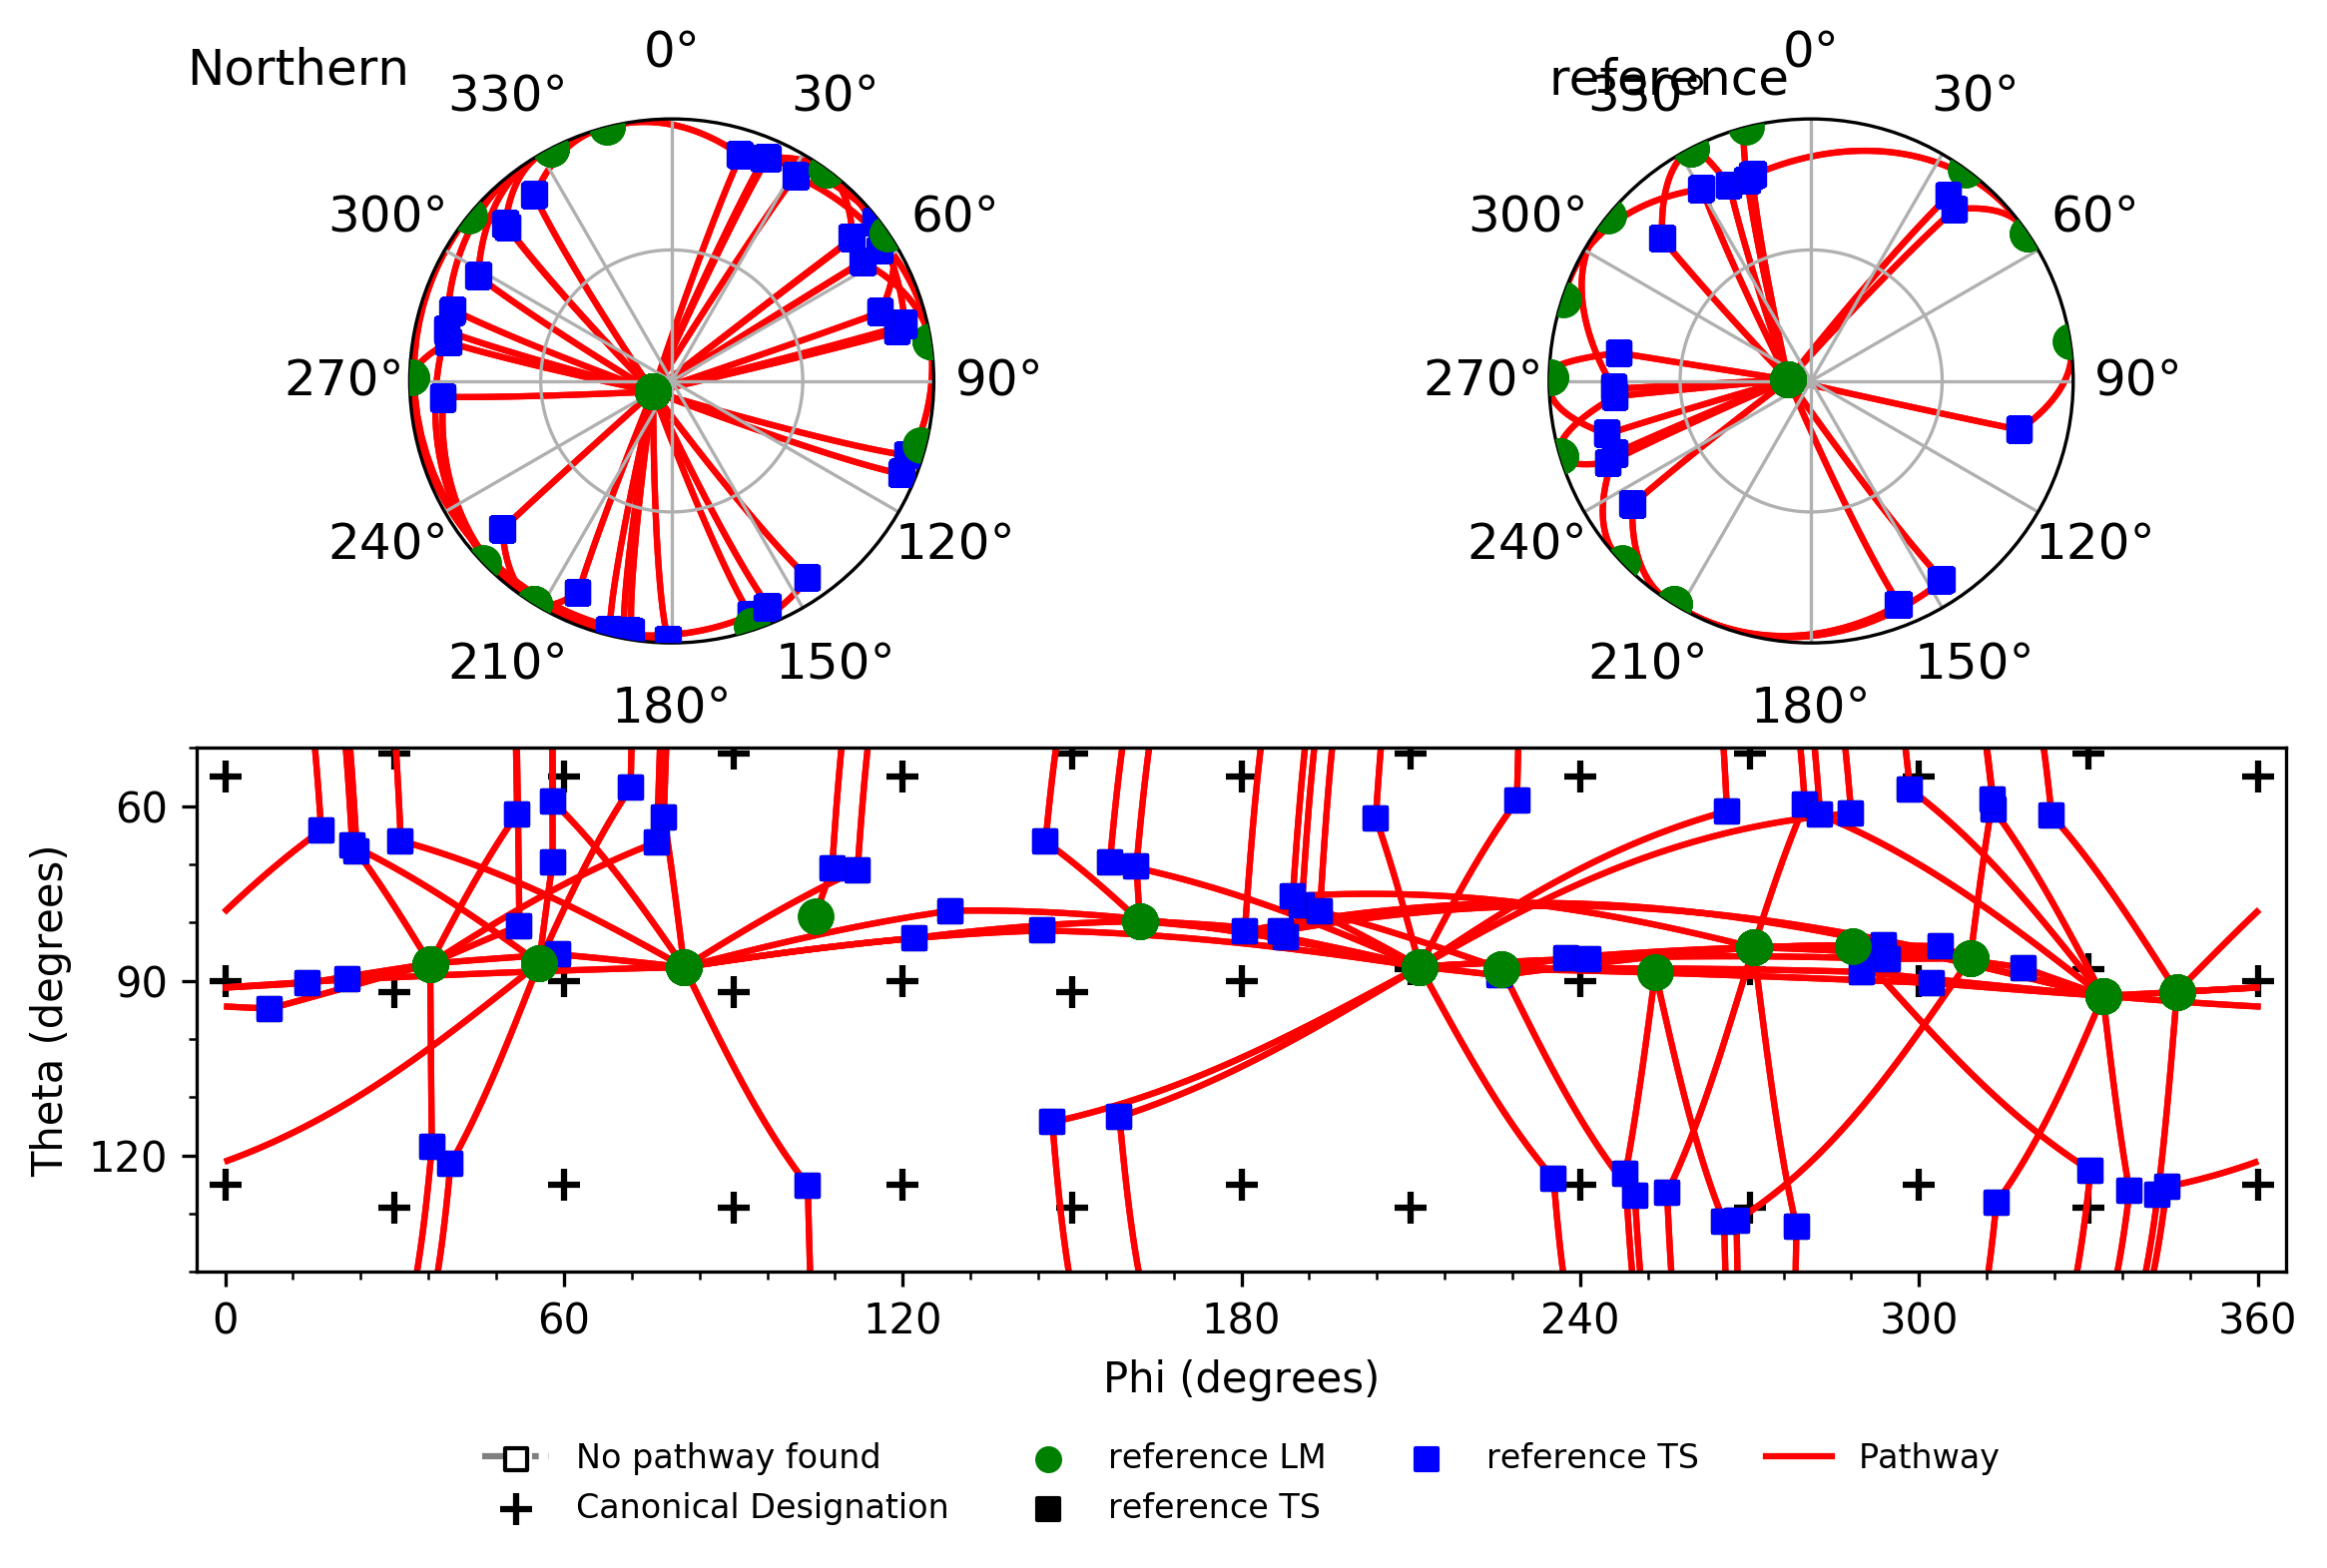 Northern
reference
0°
30°
60°
90°
120°
150°
180°
210°
240°
270°
300°
330°
0°
30°
60°
90°
120°
150°
180°
210°
240°
270°
300°
330°
Theta (degrees)
60
90
120
0 60 120 180 240 300 360
Phi (degrees)
No pathway found
Canonical Designation
reference LM
reference TS
reference TS
Pathway